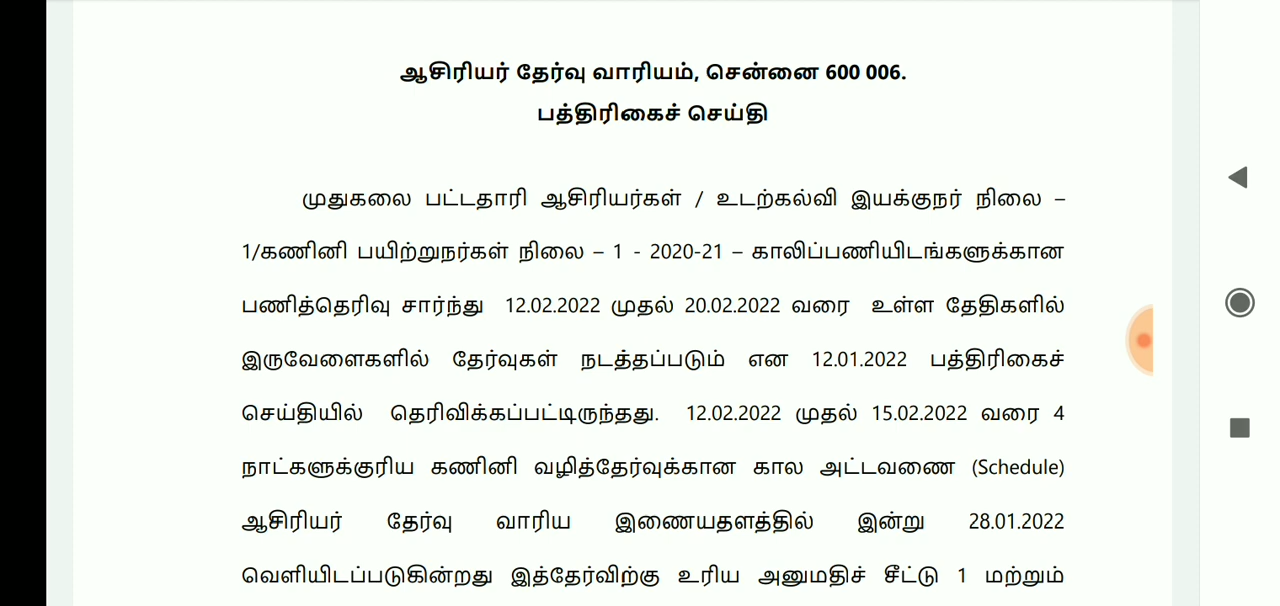 ஆசிரியர் தேர்வு வாரியம், சென்னை 600 006.
பத்திரிகைச் செய்தி
முதுகலை பட்டதாரி ஆசிரியர்கள் / உடற்கல்வி இயக்குநர் நிலை –
1/கணினி பயிற்றுநர்கள் நிலை – 1 - 2020-21 – காலிப்பணியிடங்களுக்கான
பணித்தெரிவு சார்ந்து 12.02.2022 முதல் 20.02.2022 வரை உள்ள தேதிகளில்
இருவேளைகளில் தேர்வுகள் நடத்தப்படும் என 12.01.2022 பத்திரிகைச்
செய்தியில் தெரிவிக்கப்பட்டிருந்தது. 12.02.2022 முதல் 15.02.2022 வரை 4
நாட்களுக்குரிய கணினி வழித்தேர்வுக்கான கால அட்டவணை (Schedule)
ஆசிரியர் தேர்வு வாரிய இணையதளத்தில் இன்று 28.01.2022
வெளியிடப்படுகின்றது இத்தேர்விற்கு உரிய அனுமதிச் சீட்டு 1 மற்றும்